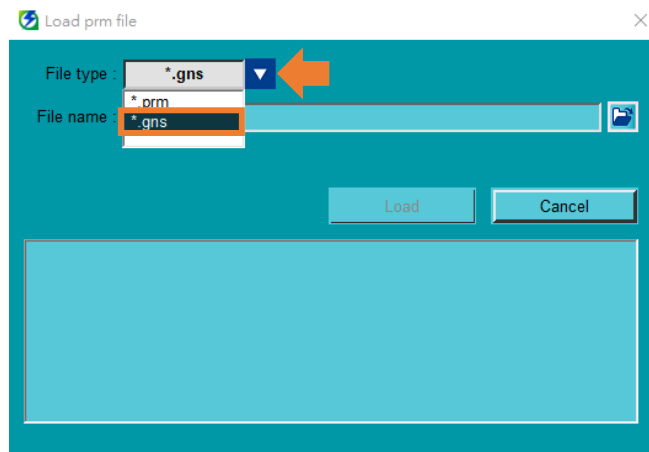 Load prm file
File type : *.gns
*.prm
File name : *.gns
Load Cancel